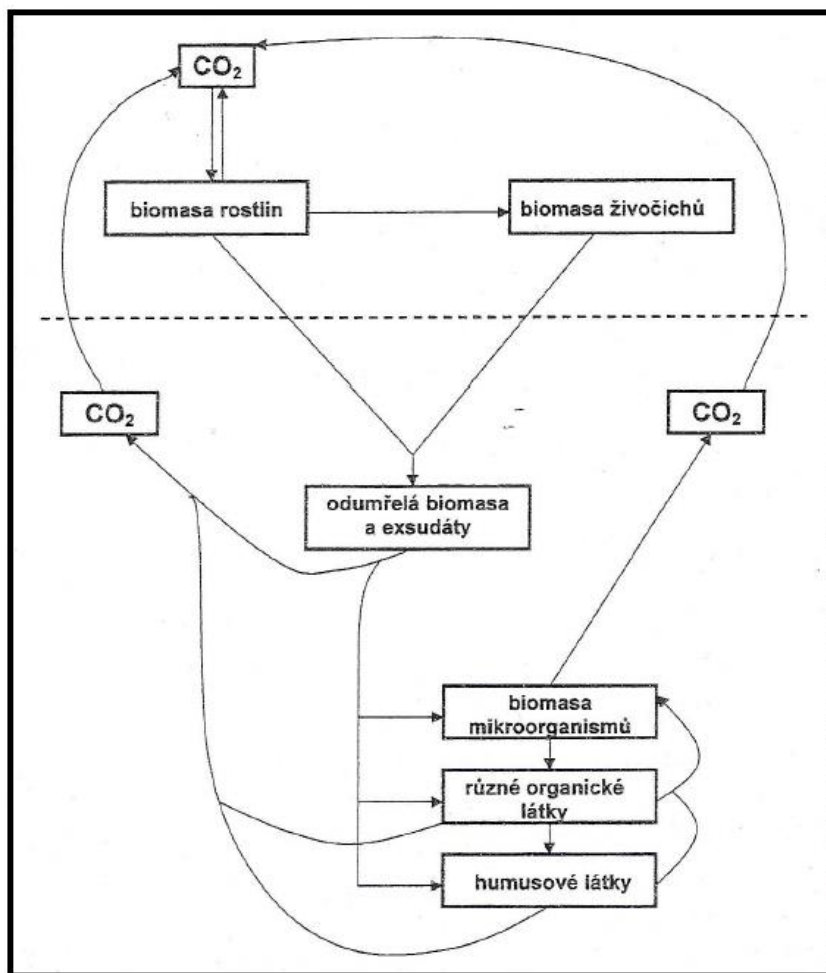 CO₂
biomasa rostlin
biomasa živočichů
CO₂
CO₂
odumřelá biomasa
a exsudáty
biomasa
mikroorganismů
různé organické
látky
humusové látky